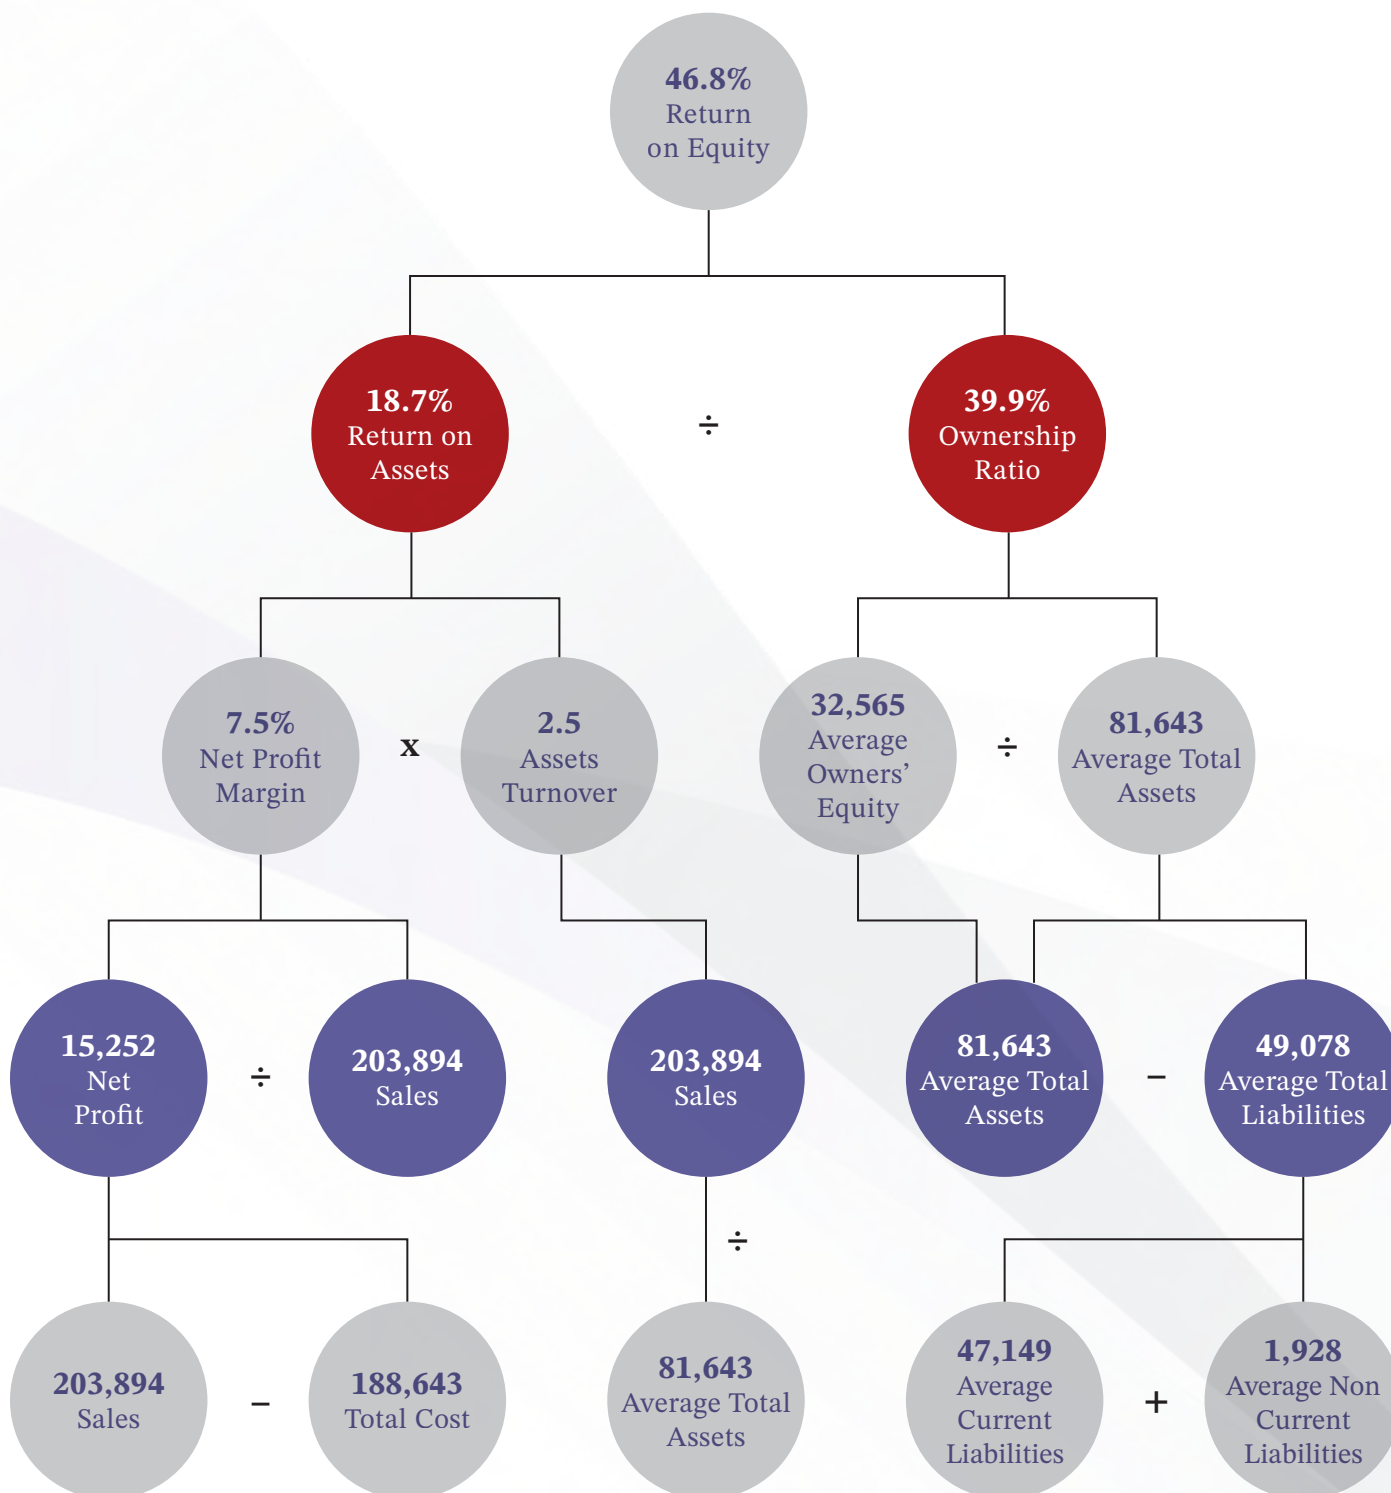 46.8%
Return
on Equity
18.7%
Return on
Assets
÷
39.9%
Ownership
Ratio
7.5%
Net Profit
Margin
x
2.5
Assets
Turnover
32,565
Average
Owners’
Equity
÷
81,643
Average Total
Assets
15,252
Net
Profit
÷
203,894
Sales
203,894
Sales
81,643
Average Total
Assets
–
49,078
Average Total
Liabilities
÷
203,894
Sales
–
188,643
Total Cost
81,643
Average Total
Assets
47,149
Average
Current
Liabilities
+
1,928
Average Non
Current
Liabilities